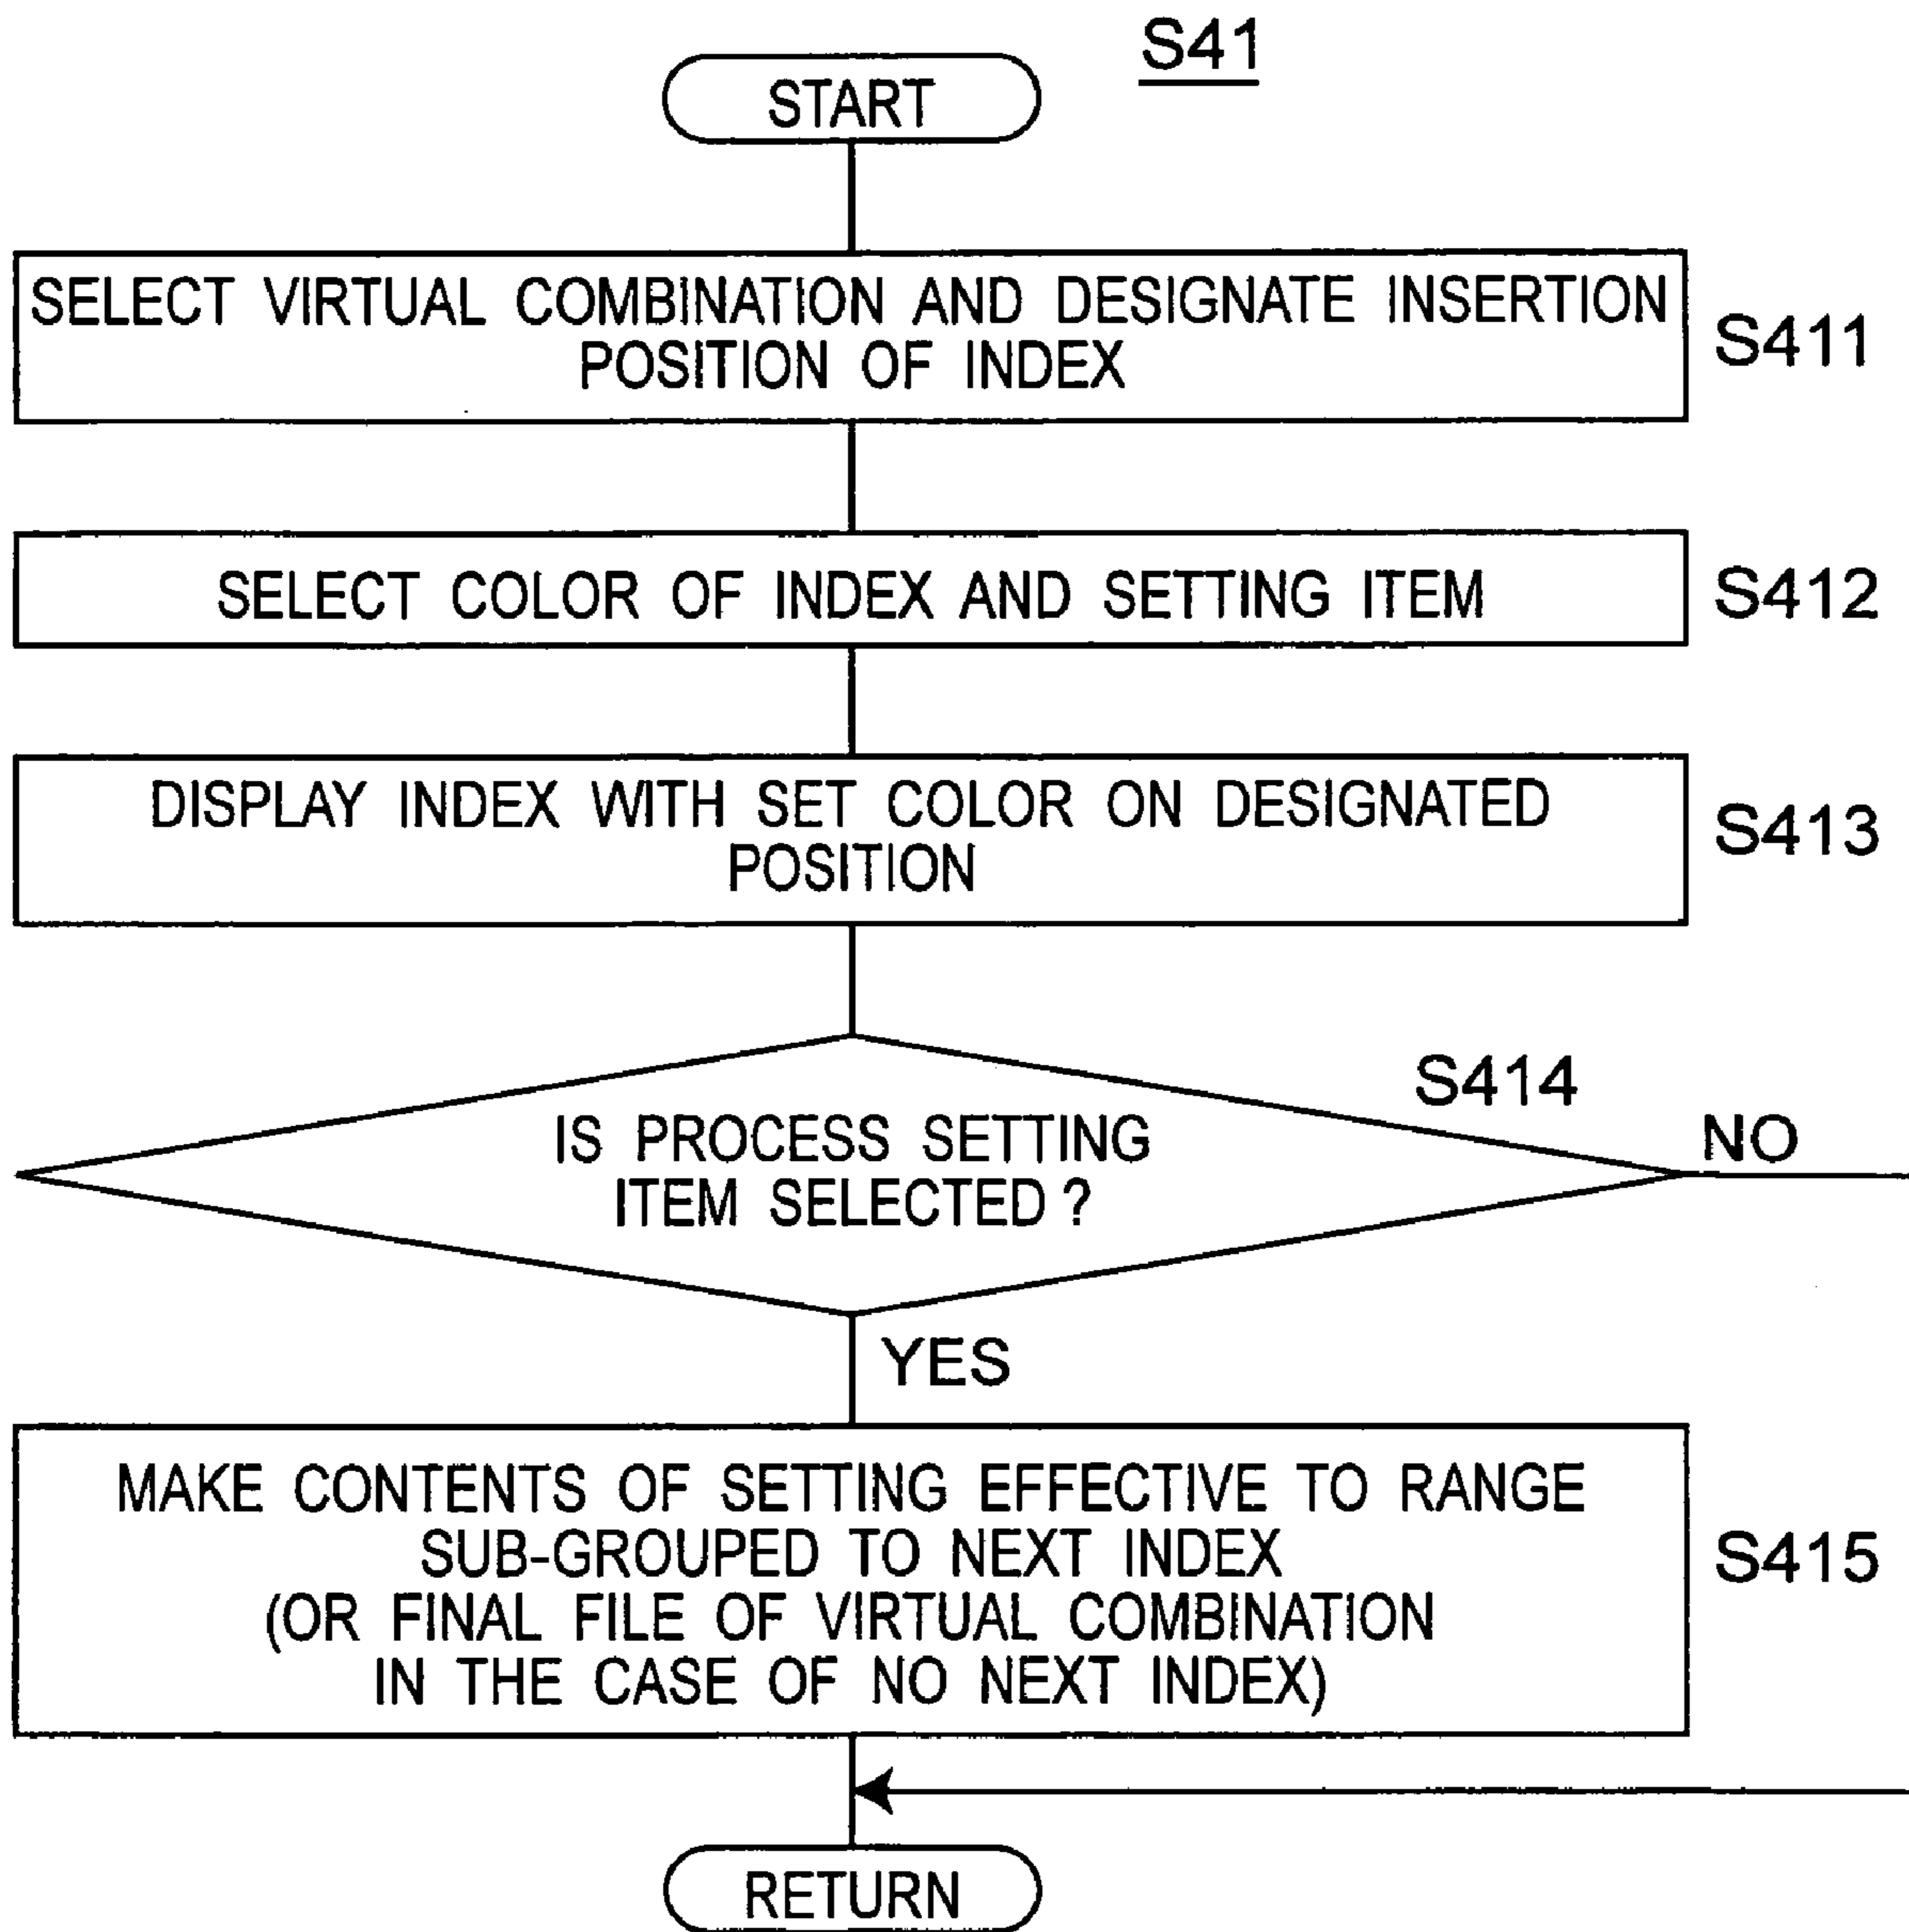 S41
START
SELECT VIRTUAL COMBINATION AND DESIGNATE INSERTION
POSITION OF INDEX
S411
SELECT COLOR OF INDEX AND SETTING ITEM
S412
DISPLAY INDEX WITH SET COLOR ON DESIGNATED
POSITION
S413
S414
IS PROCESS SETTING
ITEM SELECTED ?
NO
YES
MAKE CONTENTS OF SETTING EFFECTIVE TO RANGE
SUB-GROUPED TO NEXT INDEX
(OR FINAL FILE OF VIRTUAL COMBINATION
IN THE CASE OF NO NEXT INDEX)
S415
RETURN